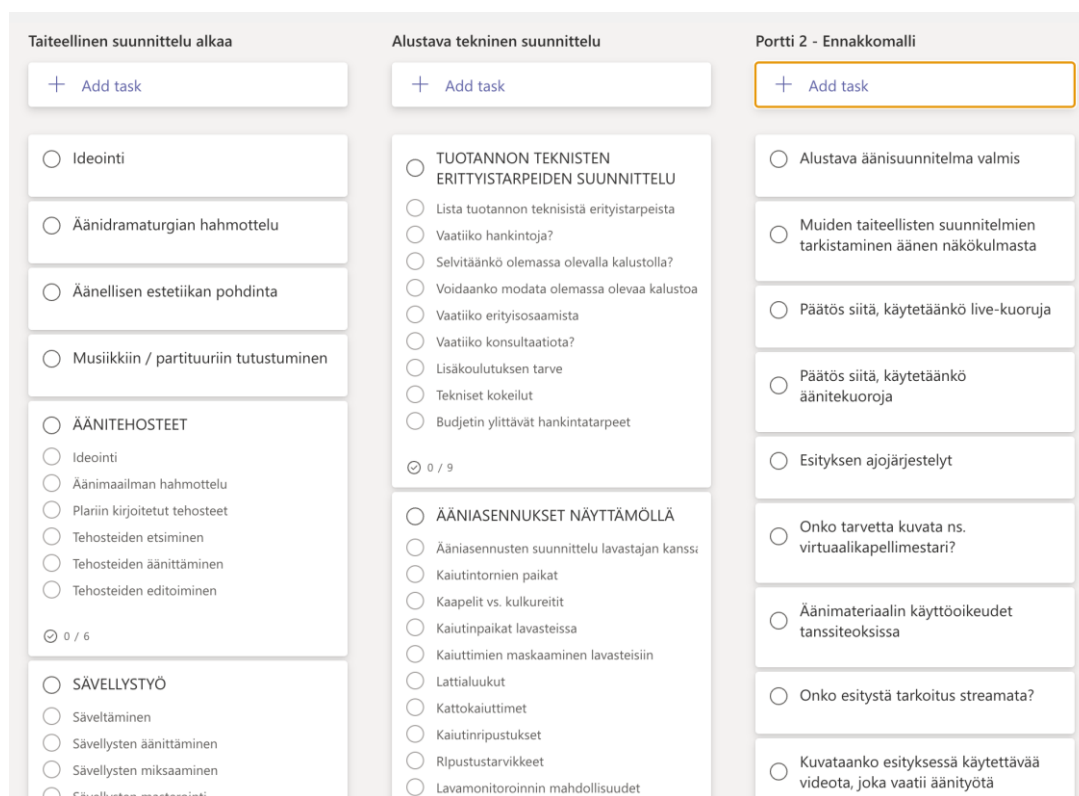 Taiteellinen suunnittelu alkaa
Add task
Ideointi
Äänidramaturgian hahmottelu
Äänellisen estetiikan pohdinta
Musiikkiin / partituuriin tutustuminen
ÄÄNITEHOSTEET
Ideointi
Äänimaailman hahmottelu
Plariin kirjoitetut tehosteet
Tehosteiden etsiminen
Tehosteiden äänittäminen
Tehosteiden editoiminen
0 / 6
SÄVELLYSTYÖ
Säveltäminen
Sävellysten äänittäminen
Sävellysten miksaaminen
Sävellysten masterointi
Alustava tekninen suunnittelu
Add task
TUOTANNON TEKNISTEN
ERITTYISTARPEIDEN SUUNNITTELU
Lista tuotannon teknisistä erityistarpeista
Vaatiiko hankintoja?
Selvitäänkö olemassa olevalla kalustolla?
Voidaanko modata olemassa olevaa kalustoa
Vaatiiko erityisosaamista
Vaatiiko konsultaatiota?
Lisäkoulutuksen tarve
Tekniset kokeilut
Budjetin ylittävät hankintatarpeet
0 / 9
ÄÄNIASENNUKSET NÄYTTÄMÖLLÄ
Ääniasennusten suunnittelu lavastajan kanssa
Kaiutintornien paikat
Kaapelit vs. kulkureitit
Kaiutinpaikat lavasteissa
Kaiuttimien maskaaminen lavasteisiin
Lattialuukut
Kattokaiuttimet
Kaiutinripustukset
RIpustustarvikkeet
Lavamonitoroinnin mahdollisuudet
Portti 2 - Ennakkomalli
Add task
Alustava äänisuunnitelma valmis
Muiden taiteellisten suunnitelmien
tarkistaminen äänen näkökulmasta
Päätös siitä, käytetäänkö live-kuoruja
Päätös siitä, käytetäänkö
äänitekuoroja
Esityksen ajojärjestelyt
Onko tarvetta kuvata ns.
virtuaalikapellimestari?
Äänimateriaalin käyttöoikeudet
tanssiteoksissa
Onko esitystä tarkoitus streamata?
Kuvataanko esityksessä käytettävää
videota, joka vaatii äänityötä